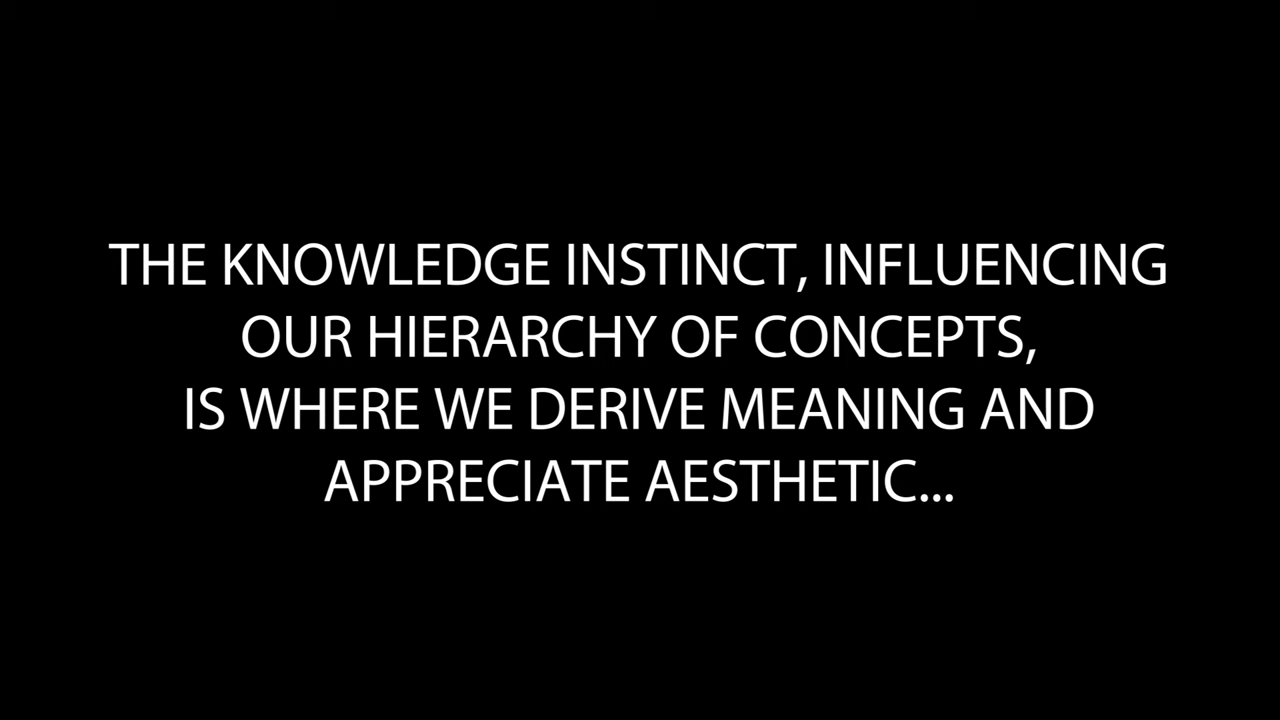 THE KNOWLEDGE INSTINCT, INFLUENCING
OUR HIERARCHY OF CONCEPTS,
IS WHERE WE DERIVE MEANING AND
APPRECIATE AESTHETIC...